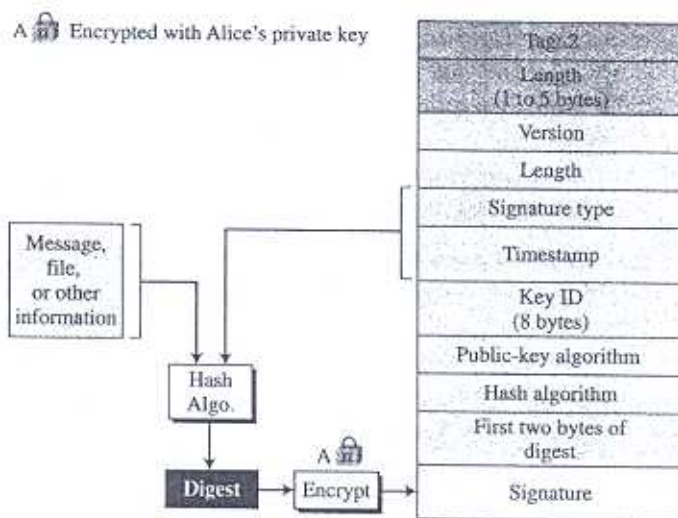 A Encrypted with Alice's private key
Tag: 2
Length
(1 to 5 bytes)
Version
Length
Signature type
Timestamp
Key ID
(8 bytes)
Public-key algorithm
Hash algorithm
First two bytes of
digest
Signature
Message,
file,
or other
information
Hash
Algo.
Digest
A
Encrypt